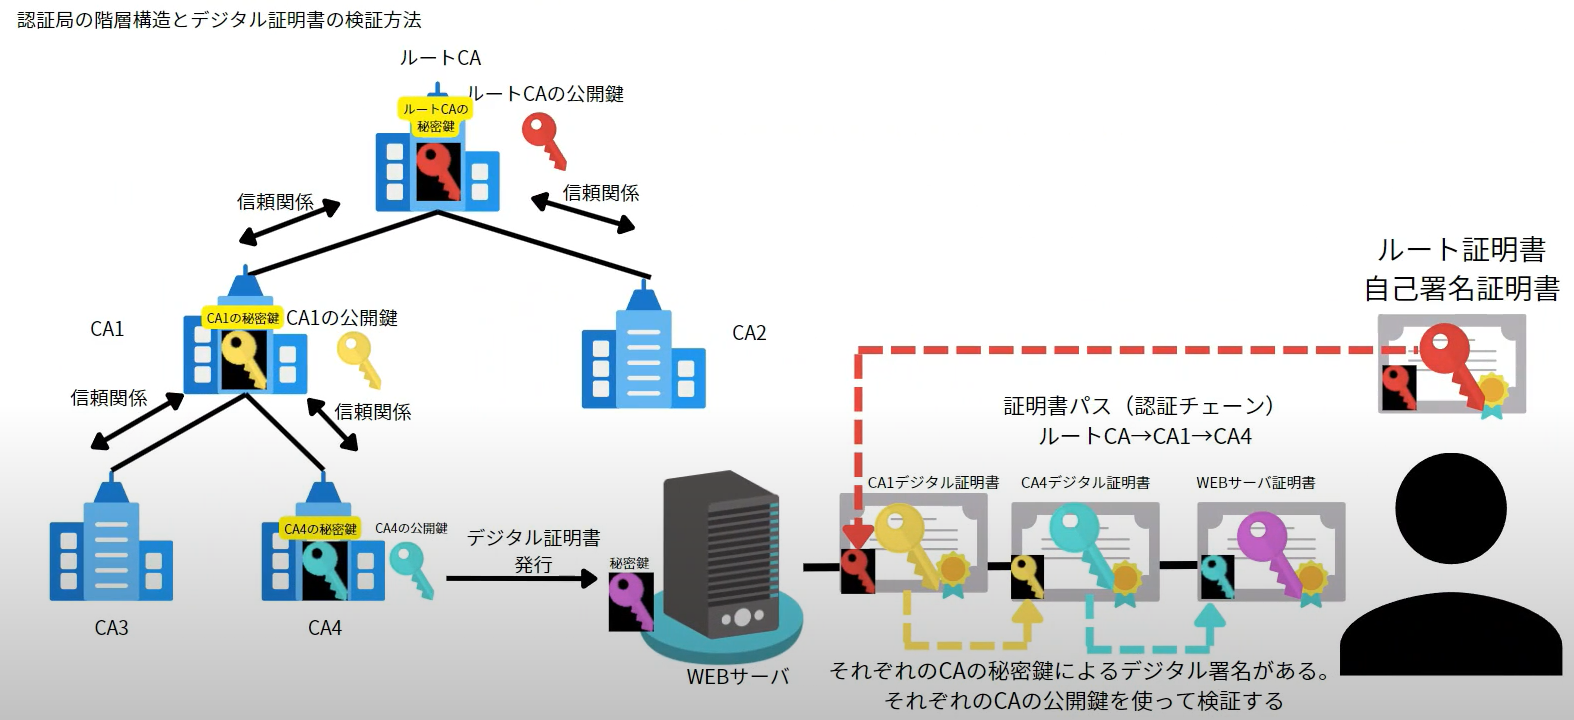 認証局の階層構造とデジタル証明書の検証方法
ルートCA
ルートCAの公開鍵
ルートCAの
秘密鍵
信頼関係
信頼関係
CA1
CA1の秘密鍵
CA1の公開鍵
CA2
信頼関係
信頼関係
CA4の秘密鍵
CA4の公開鍵
CA3
CA4
デジタル証明書
発行
秘密鍵
WEBサーバ
ルート証明書
自己署名証明書
証明書パス（認証チェーン）
ルートCA→CA1→CA4
CA1デジタル証明書
CA4デジタル証明書
WEBサーバ証明書
それぞれのCAの秘密鍵によるデジタル署名がある。
それぞれのCAの公開鍵を使って検証する